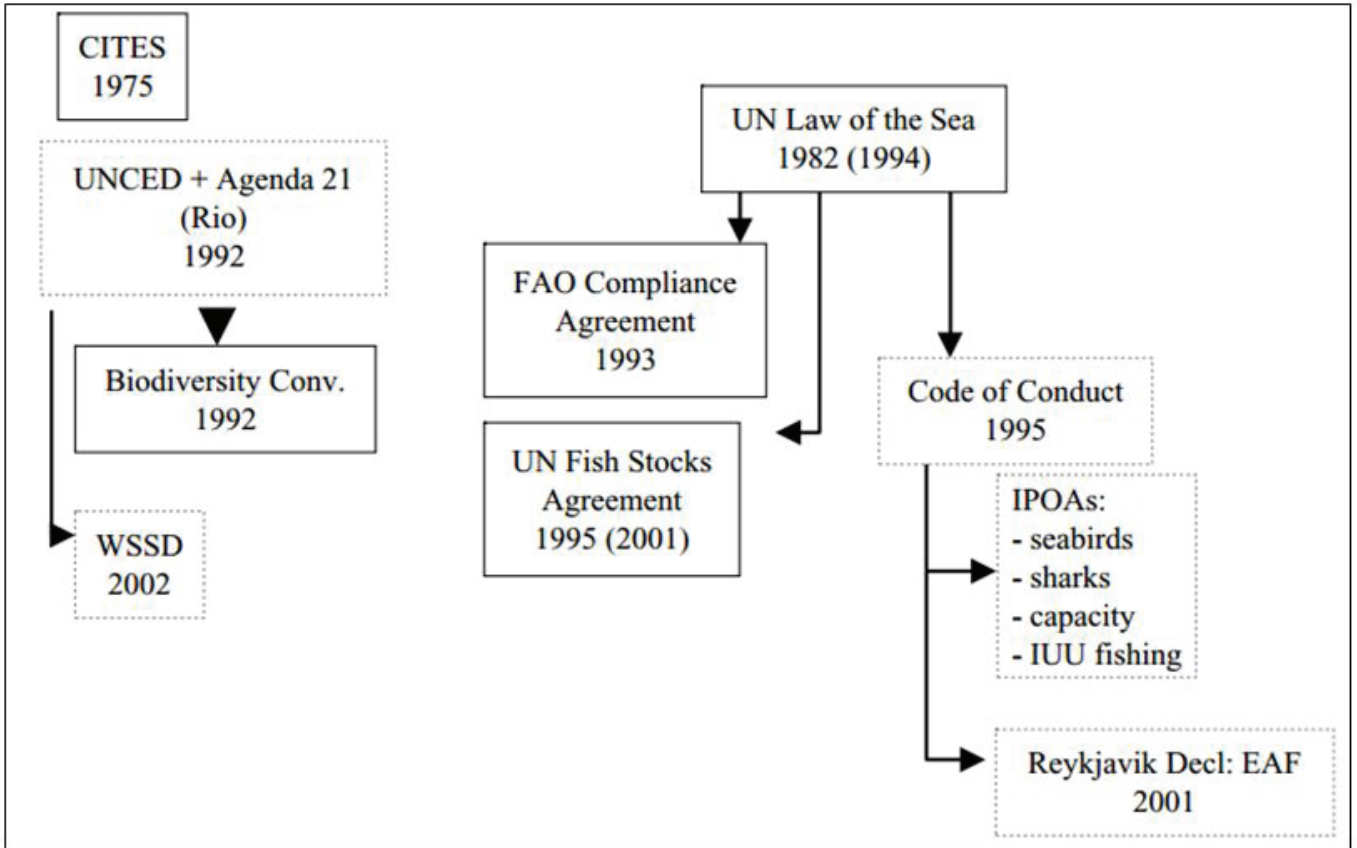 CITES
1975
UNCED + Agenda 21
(Rio)
1992
Biodiversity Conv.
1992
WSSD
2002
UN Law of the Sea
1982 (1994)
FAO Compliance
Agreement
1993
UN Fish Stocks
Agreement
1995 (2001)
Code of Conduct
1995
IPOAs:
- seabirds
- sharks
- capacity
- IUU fishing
Reykjavik Decl: EAF
2001